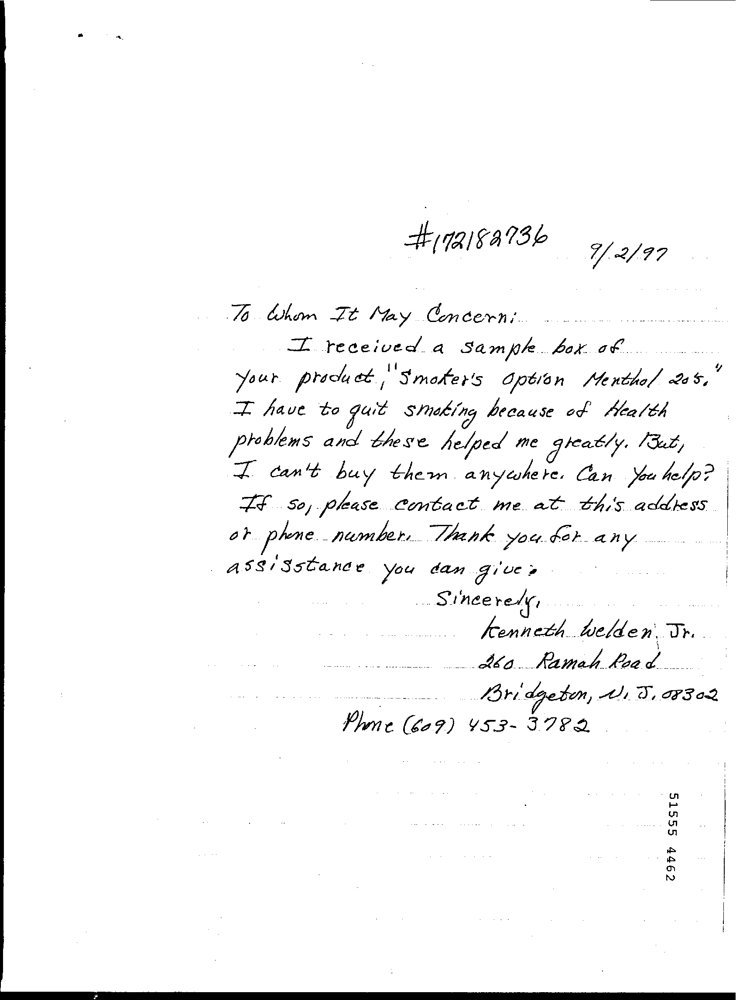 #172182736 9/2/97
To Whom It May Concern:
I received a sample box of
your product, "Smoker's Option Menthol 20's."
I have to quit smoking because of Health
problems and these helped me greatly. But,
I can't buy them anywhere. Can You help?
If so, please contact me at this address
or phone number. Thank you for any
assisstance you can give.
Sincerely,
Kenneth Welden Jr.
260 Ramah Road
Bridgeton, N.J. 08302
Phone (609) 453-3782
51555 4462